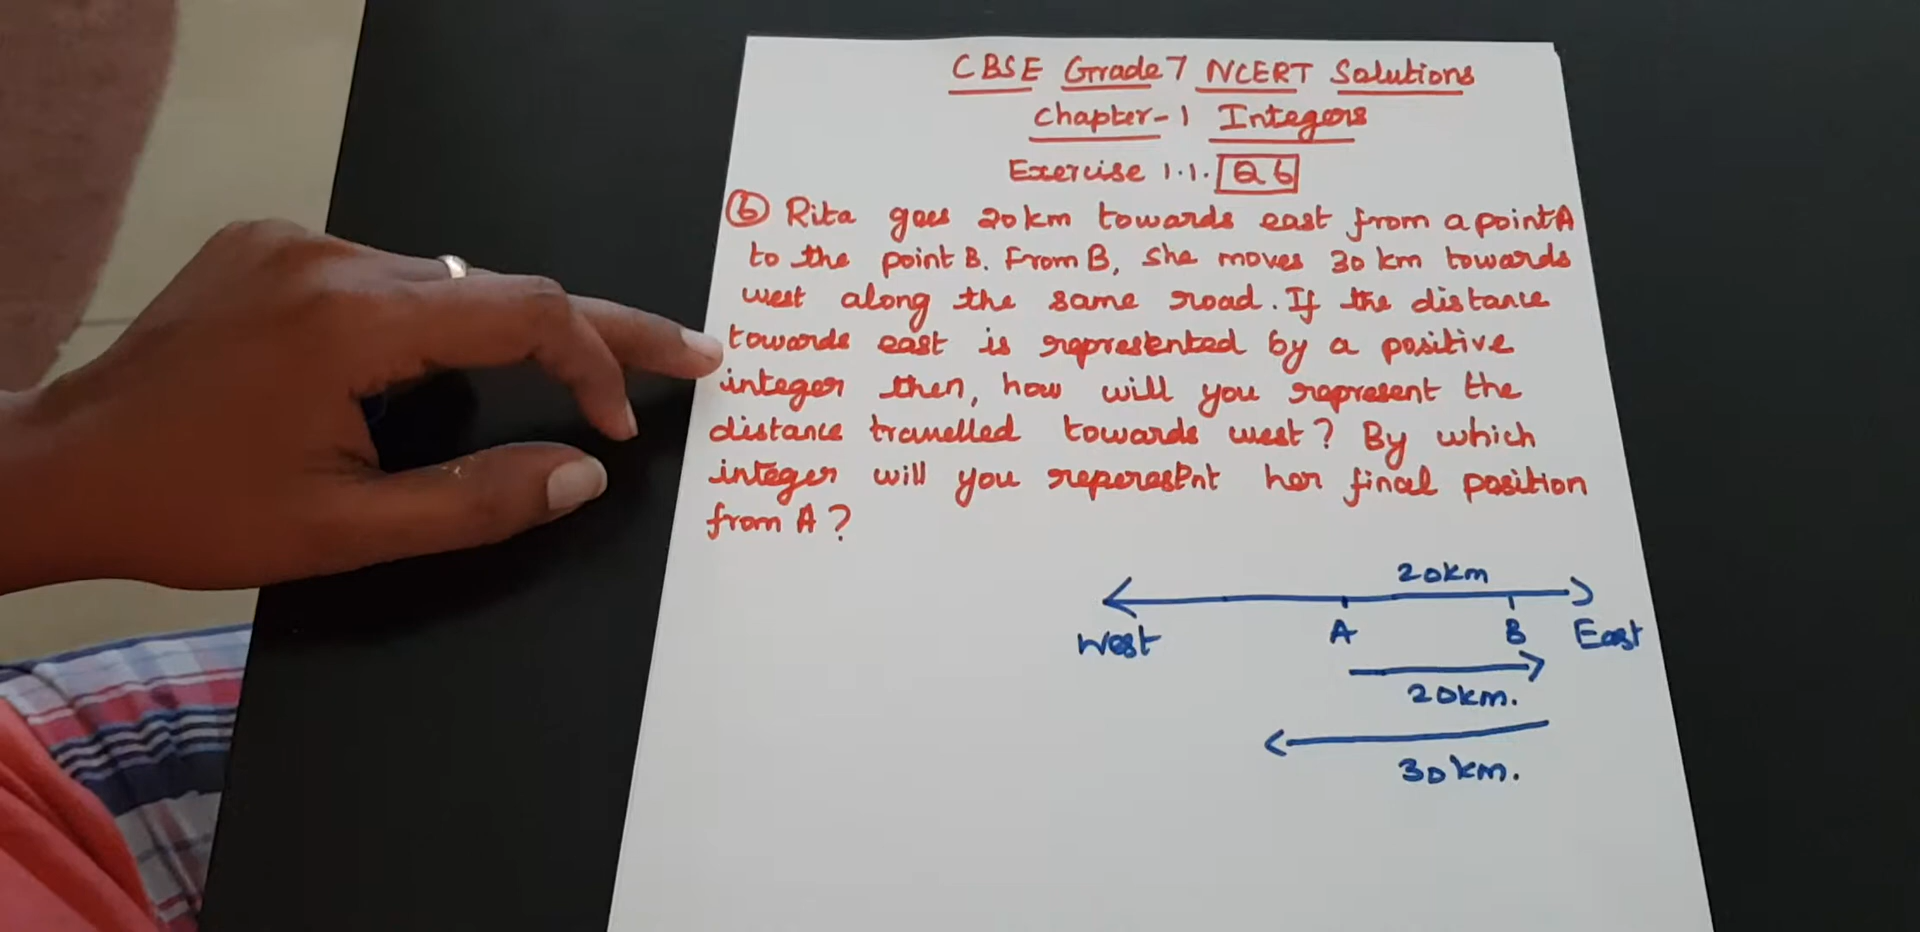 CBSE Grade 7 NCERT Solutions
Chapter-1 Integers
Exercise 1.1. Q6
6 Rita goes 20km towards east from a point A
to the point B. From B, she moves 30 km towards
west along the same road. If the distance
towards east is represented by a positive
integer then, how will you represent the
distance travelled towards west? By which
integer will you reperesent her final position
from A?
20km
West A B East
20km.
30km.